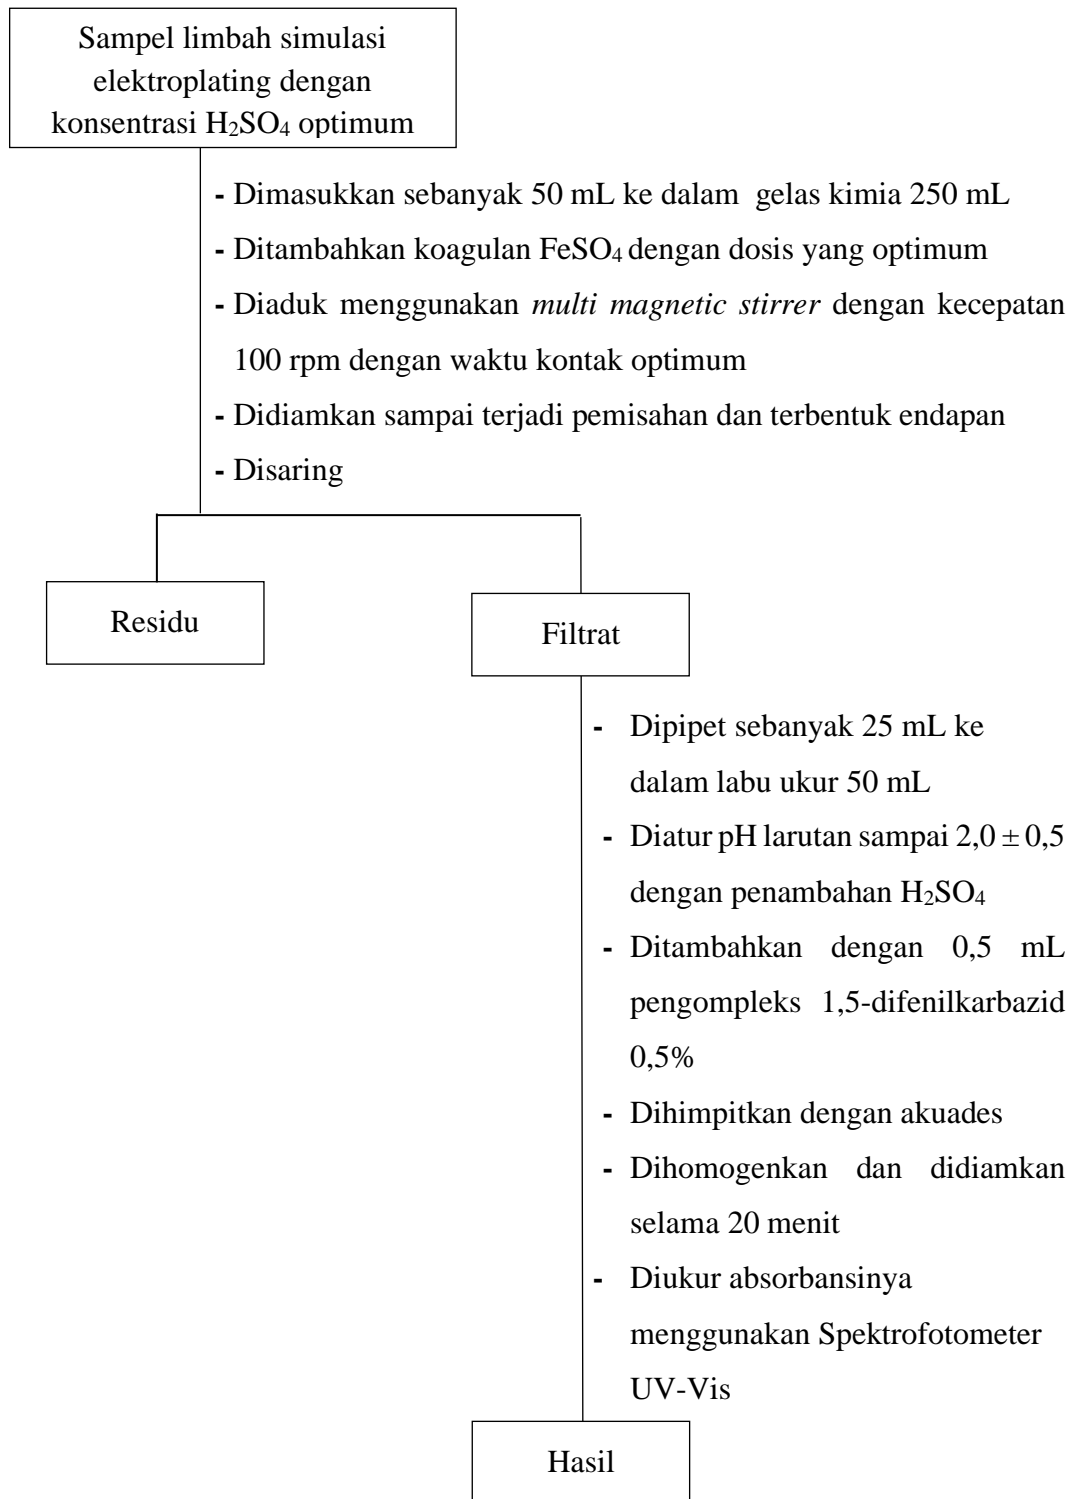 Sampel limbah simulasi
elektroplating dengan
konsentrasi H₂SO₄ optimum
- Dimasukkan sebanyak 50 mL ke dalam  gelas kimia 250 mL
- Ditambahkan koagulan FeSO₄ dengan dosis yang optimum
- Diaduk menggunakan multi magnetic stirrer dengan kecepatan
100 rpm dengan waktu kontak optimum
- Didiamkan sampai terjadi pemisahan dan terbentuk endapan
- Disaring
Residu
Filtrat
- Dipipet sebanyak 25 mL ke
dalam labu ukur 50 mL
- Diatur pH larutan sampai 2,0 ± 0,5
dengan penambahan H₂SO₄
- Ditambahkan dengan 0,5 mL
pengompleks 1,5-difenilkarbazid
0,5%
- Dihimpitkan dengan akuades
- Dihomogenkan dan didiamkan
selama 20 menit
- Diukur absorbansinya
menggunakan Spektrofotometer
UV-Vis
Hasil